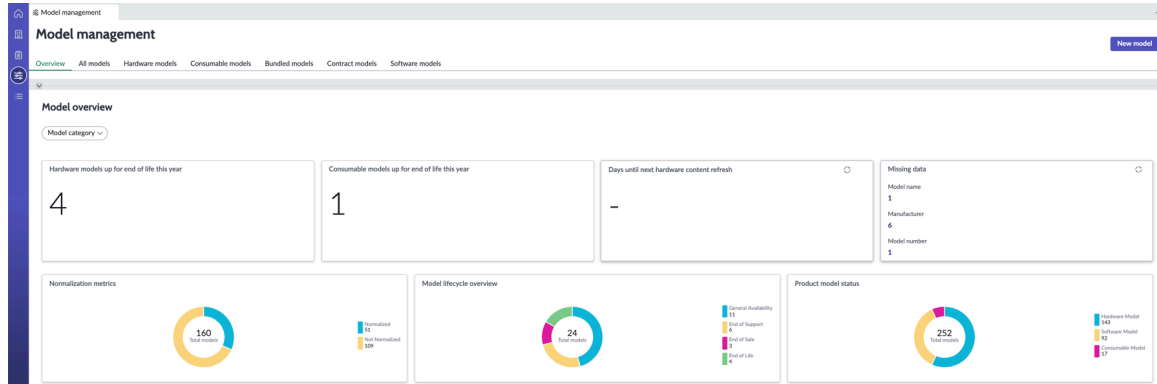 Model management
Model management
New model
Overview
All models
Hardware models
Consumable models
Bundled models
Contract models
Software models
Model overview
Model category
Hardware models up for end of life this year
4
Consumable models up for end of life this year
1
Days until next hardware content refresh
-
Missing data
Model name
1
Manufacturer
6
Model number
1
Normalization metrics
160
Total models
Normalized
51
Not Normalized
109
Model lifecycle overview
24
Total models
General Availability
11
End of Support
6
End of Sale
3
End of Life
4
Product model status
252
Total models
Hardware Model
143
Software Model
92
Consumable Model
17